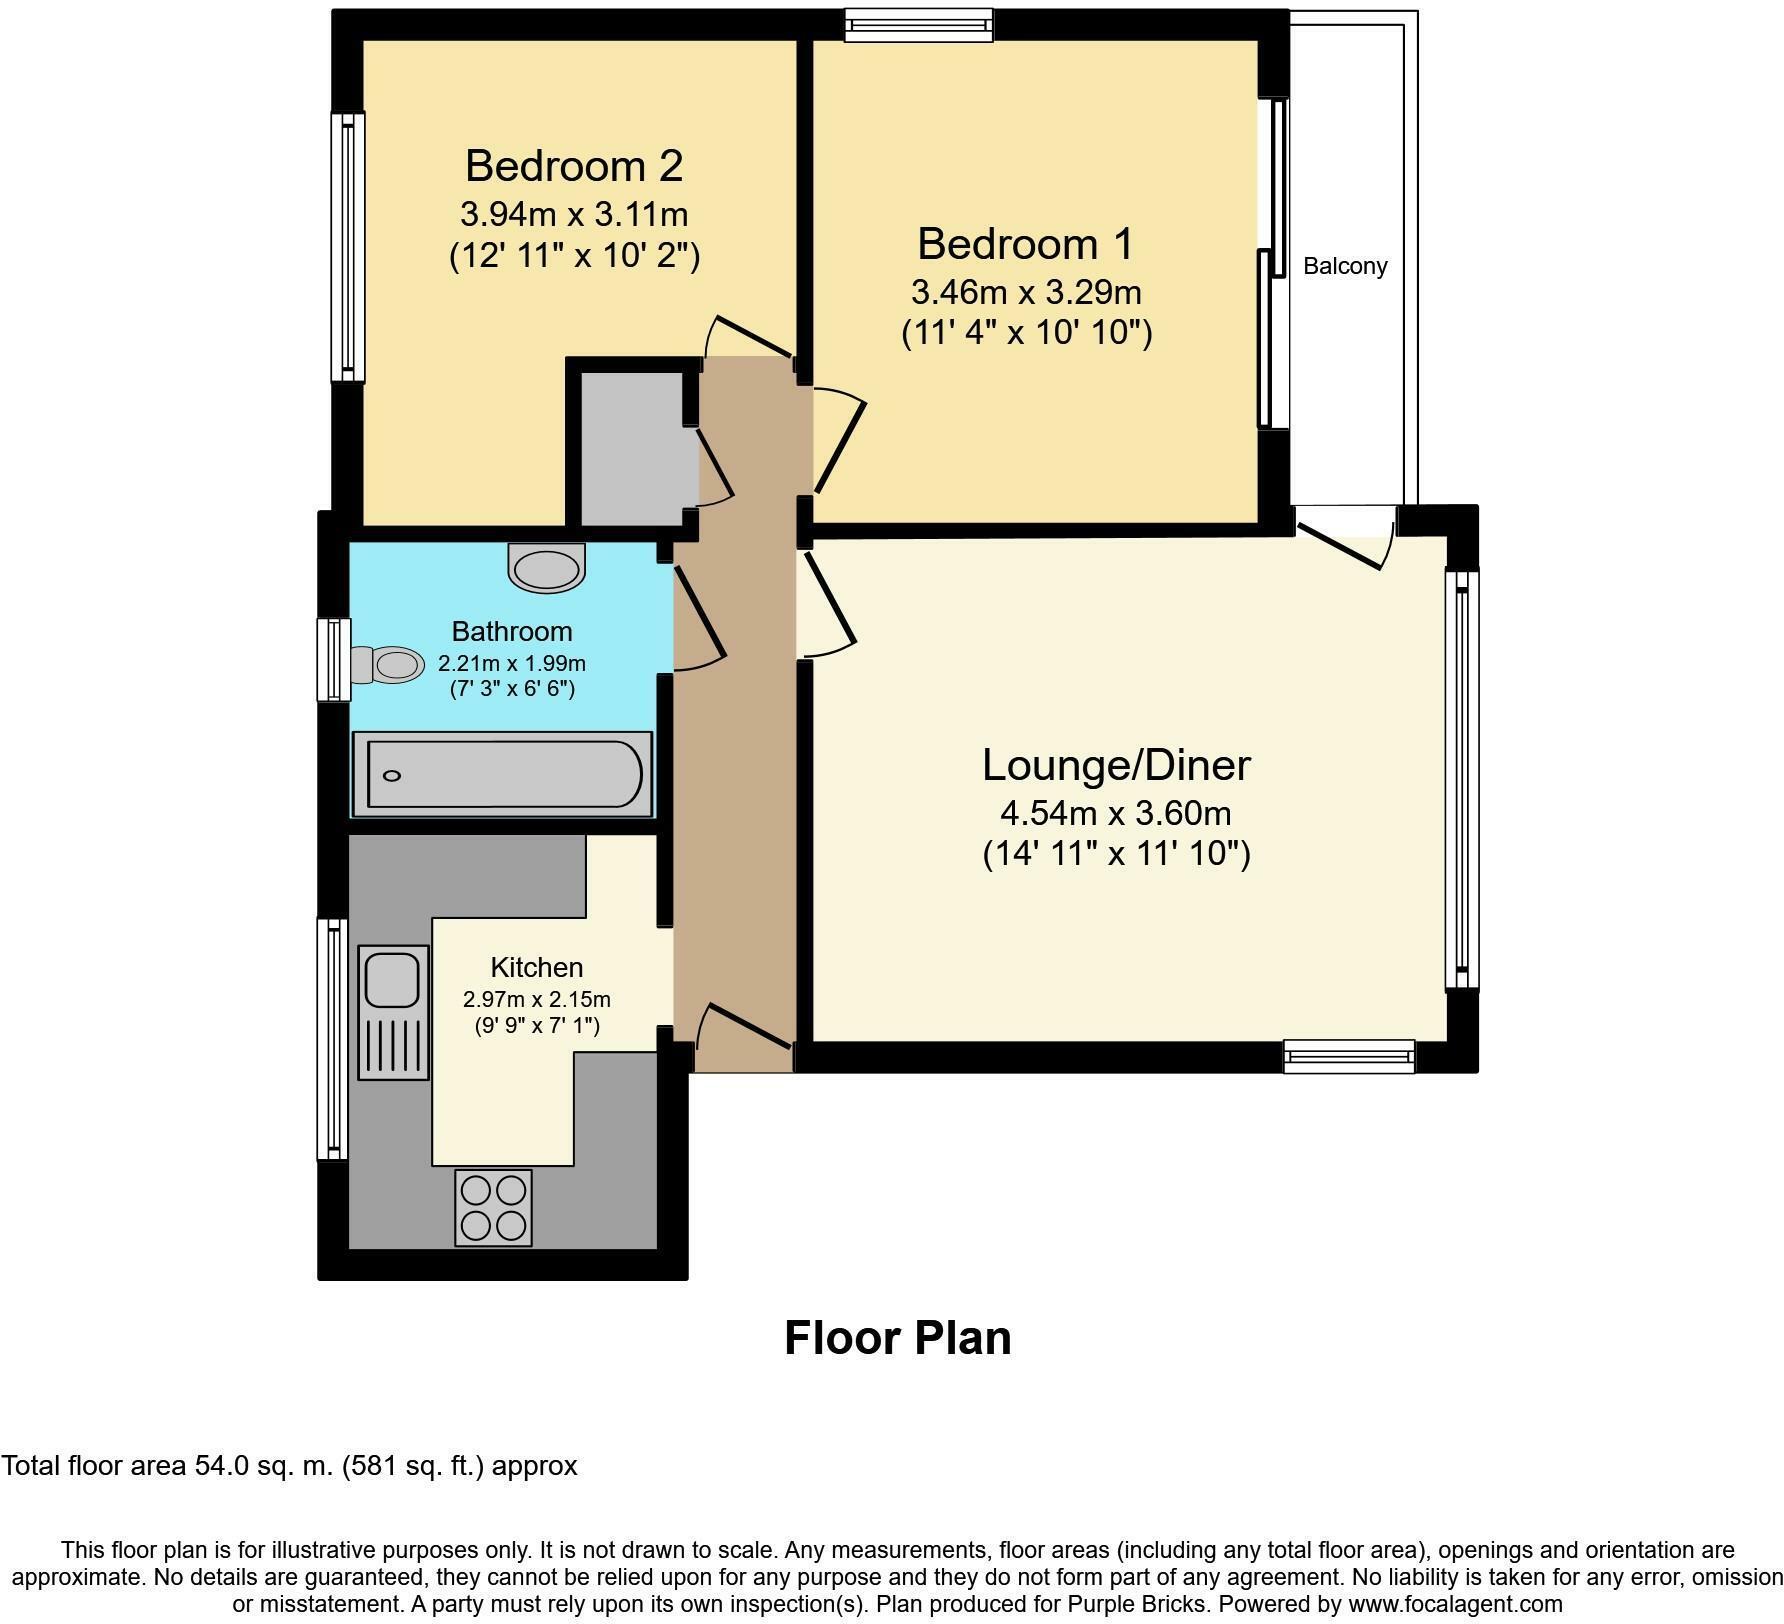 Bedroom 2
3.94m x 3.11m
(12' 11" x 10' 2")
Bedroom 1
3.46m x 3.29m
(11' 4" x 10' 10")
Balcony
Bathroom
2.21m x 1.99m
(7' 3" x 6' 6")
Lounge/Diner
4.54m x 3.60m
(14' 11" x 11' 10")
Kitchen
2.97m x 2.15m
(9' 9" x 7' 1")
Floor Plan
Total floor area 54.0 sq. m. (581 sq. ft.) approx
This floor plan is for illustrative purposes only. It is not drawn to scale. Any measurements, floor areas (including any total floor area), openings and orientation are
approximate. No details are guaranteed, they cannot be relied upon for any purpose and they do not form part of any agreement. No liability is taken for any error, omission
or misstatement. A party must rely upon its own inspection(s). Plan produced for Purple Bricks. Powered by www.focalagent.com